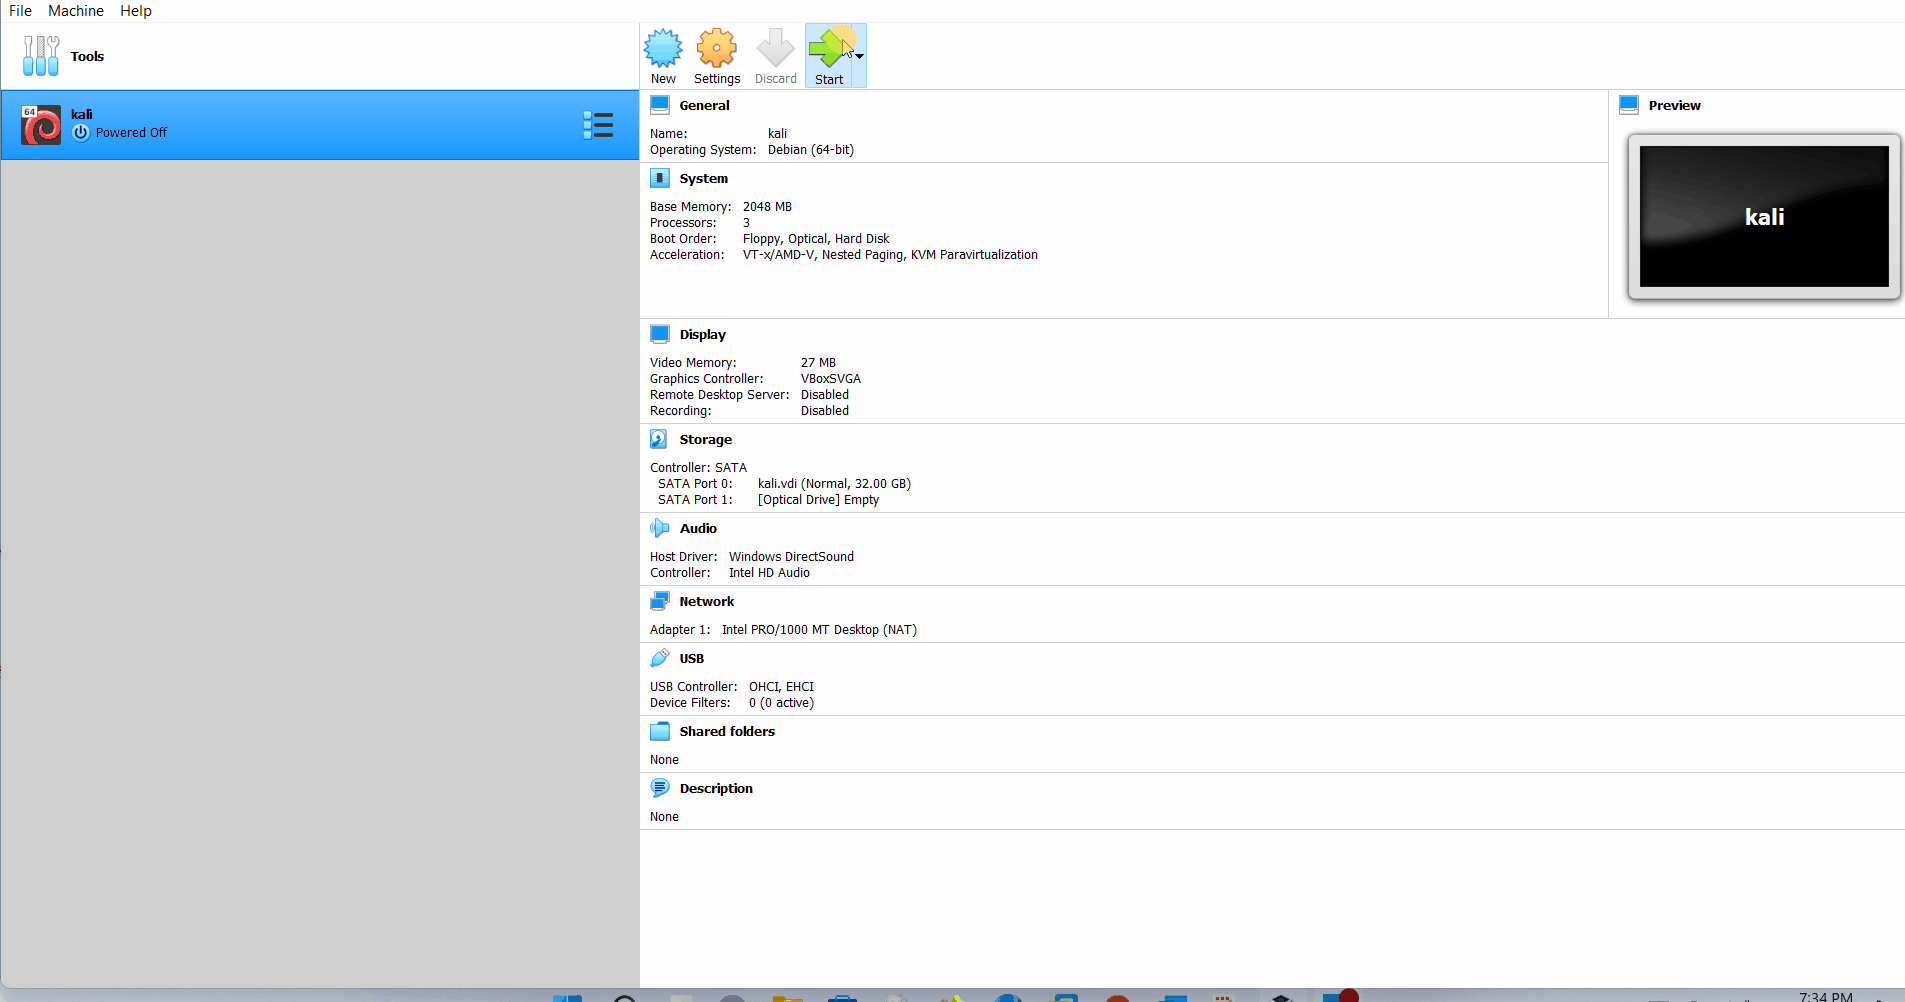 File Machine Help
Tools
New Settings Discard Start
64
kali
Powered Off
General
Name: kali
Operating System: Debian (64-bit)
Preview
kali
System
Base Memory: 2048 MB
Processors: 3
Boot Order: Floppy, Optical, Hard Disk
Acceleration: VT-x/AMD-V, Nested Paging, KVM Paravirtualization
Display
Video Memory: 27 MB
Graphics Controller: VBoxSVGA
Remote Desktop Server: Disabled
Recording: Disabled
Storage
Controller: SATA
SATA Port 0: kali.vdi (Normal, 32.00 GB)
SATA Port 1: [Optical Drive] Empty
Audio
Host Driver: Windows DirectSound
Controller: Intel HD Audio
Network
Adapter 1: Intel PRO/1000 MT Desktop (NAT)
USB
USB Controller: OHCI, EHCI
Device Filters: 0 (0 active)
Shared folders
None
Description
None
7:34 PM